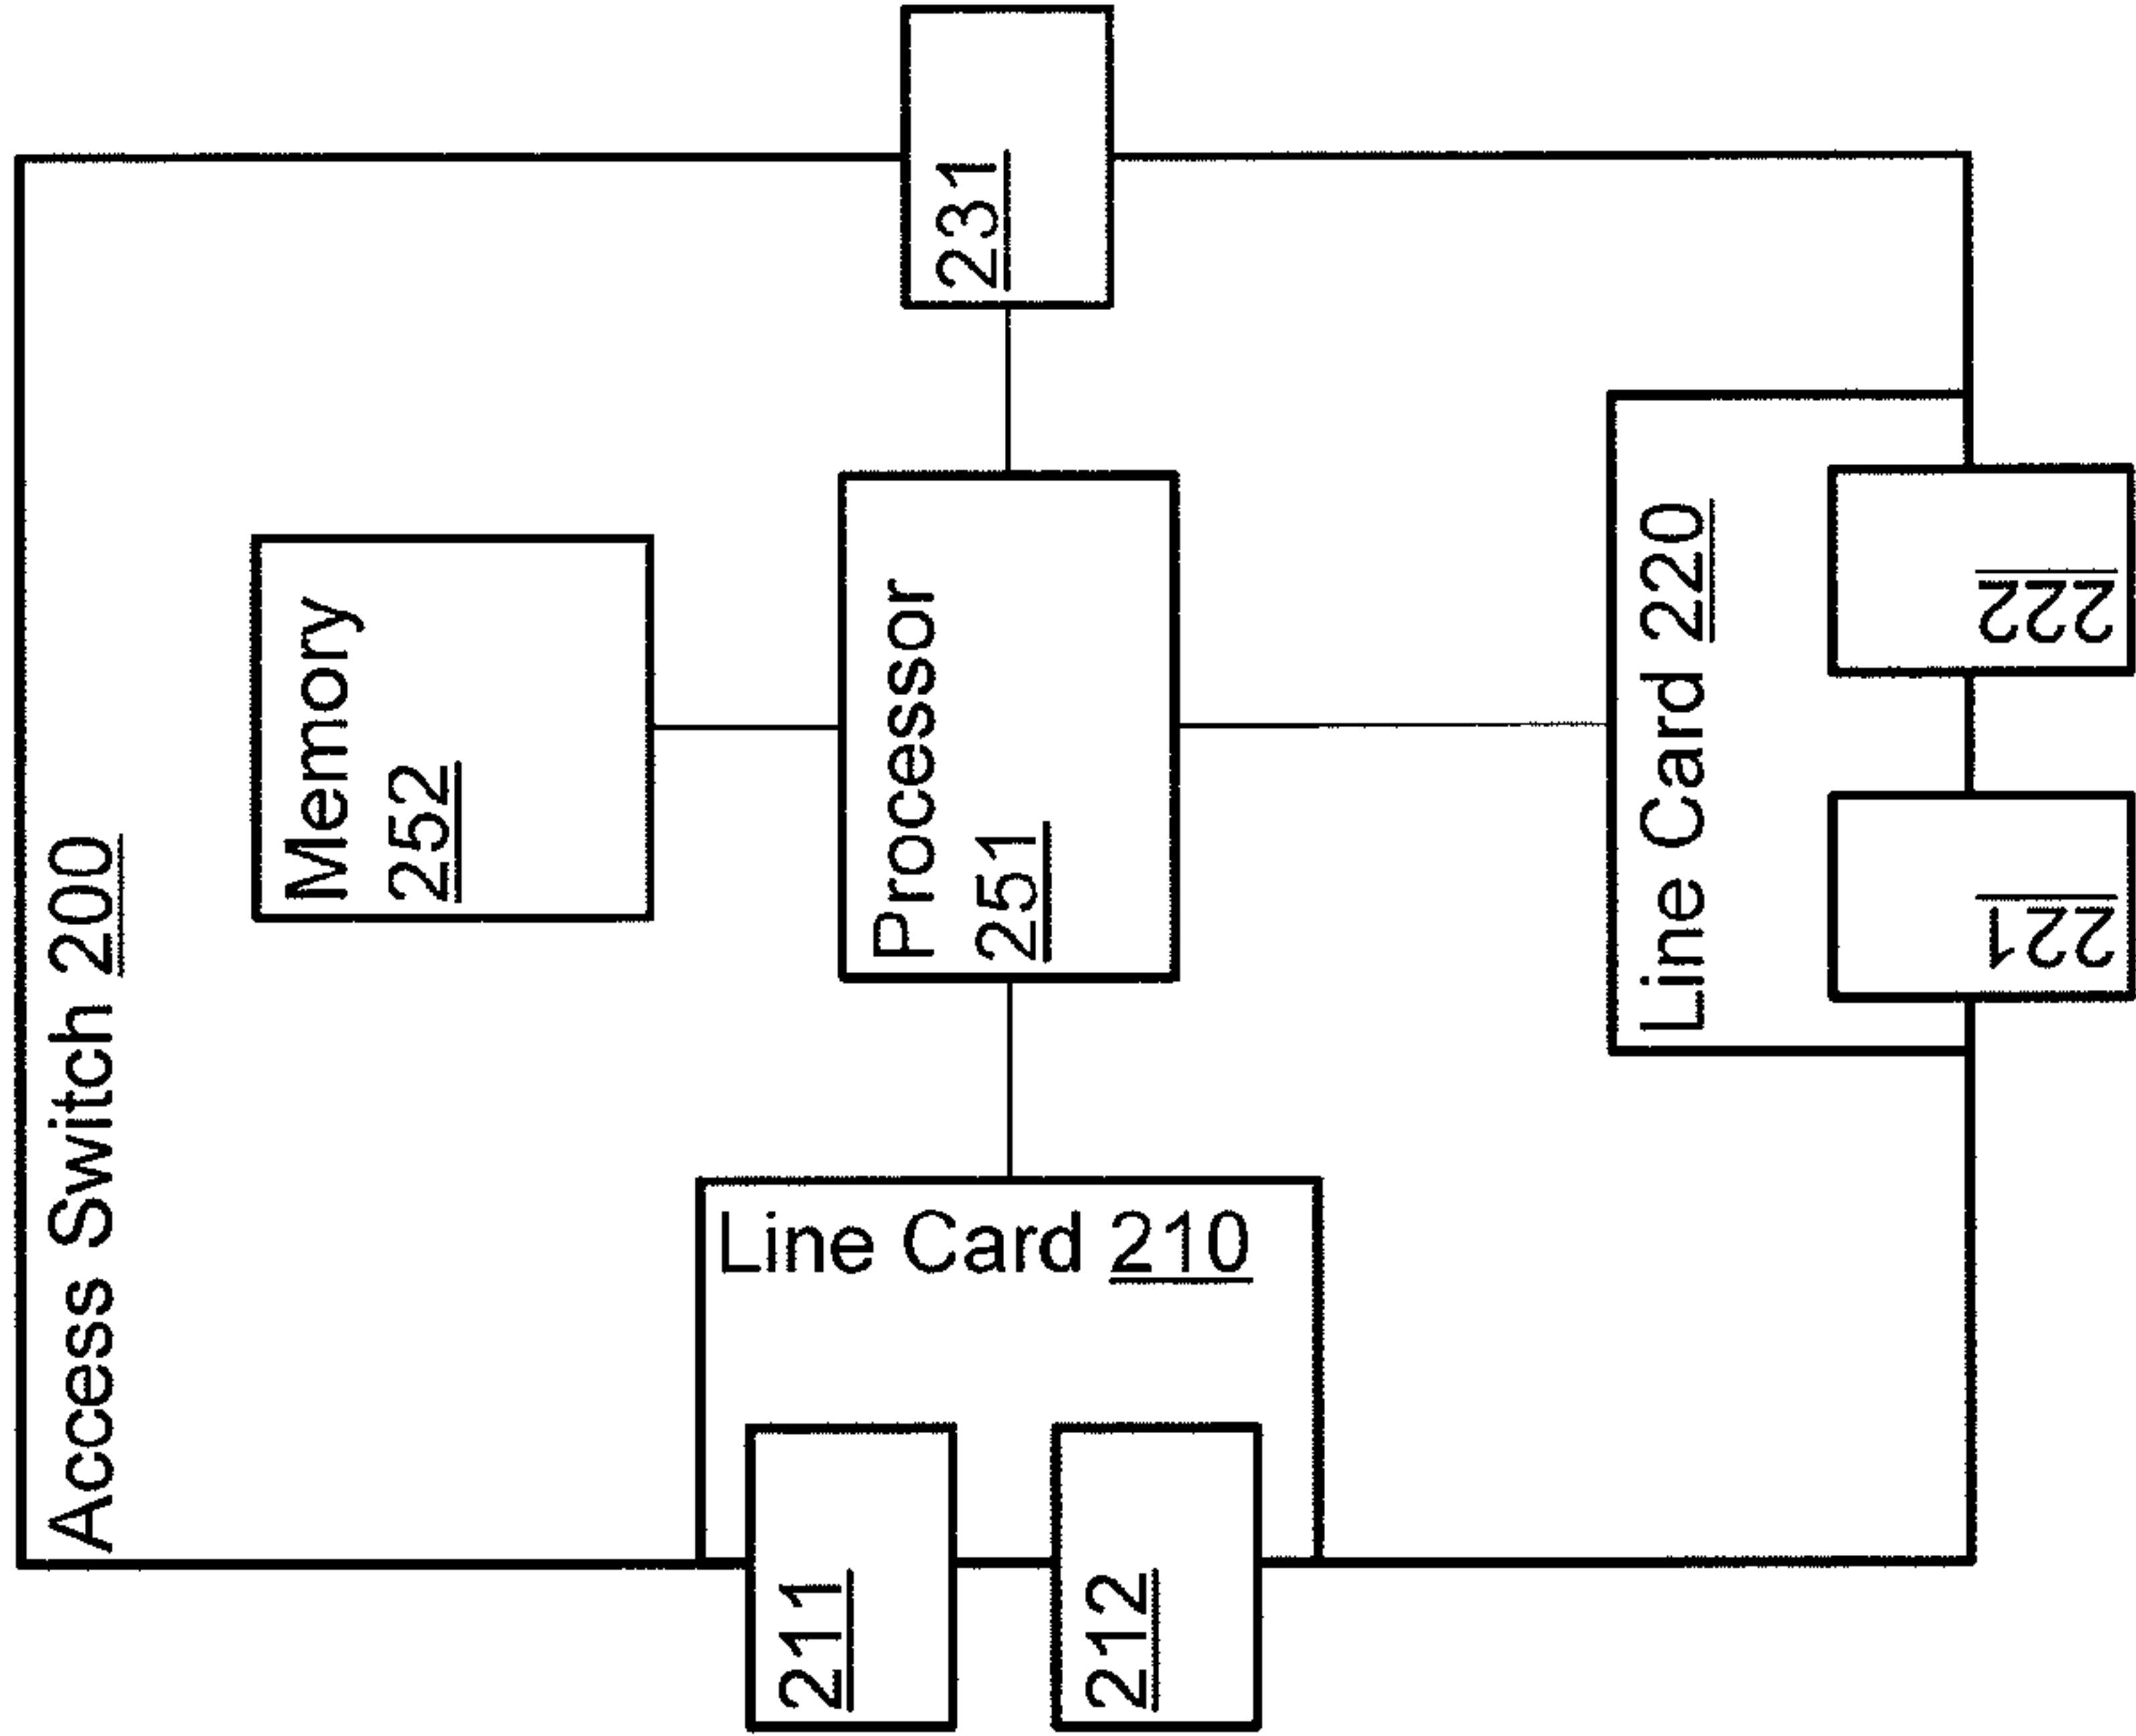 Access Switch 200
Memory
252
Processor
251
231
Line Card 210
211
212
Line Card 220
221
222